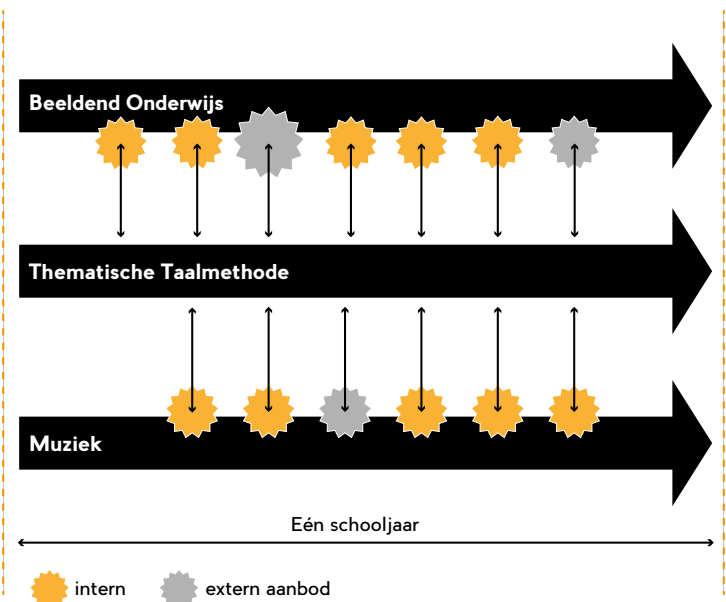 Beeldend Onderwijs
Thematische Taalmethode
Muziek
Eén schooljaar
intern
extern aanbod